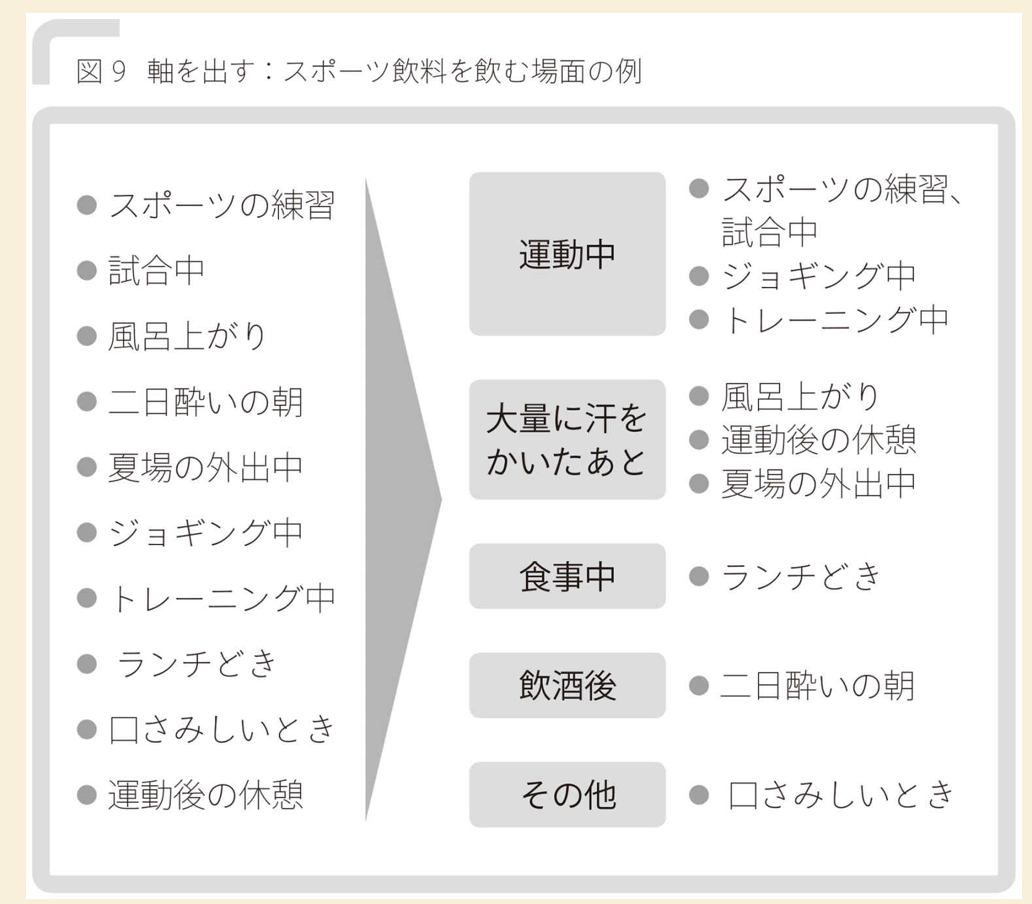 図9 軸を出す：スポーツ飲料を飲む場面の例
● スポーツの練習
● 試合中
● 風呂上がり
● 二日酔いの朝
● 夏場の外出中
● ジョギング中
● トレーニング中
● ランチどき
● 口さみしいとき
● 運動後の休憩
運動中
● スポーツの練習、
試合中
● ジョギング中
● トレーニング中
大量に汗を
かいたあと
● 風呂上がり
● 運動後の休憩
● 夏場の外出中
食事中
● ランチどき
飲酒後
● 二日酔いの朝
その他
● 口さみしいとき